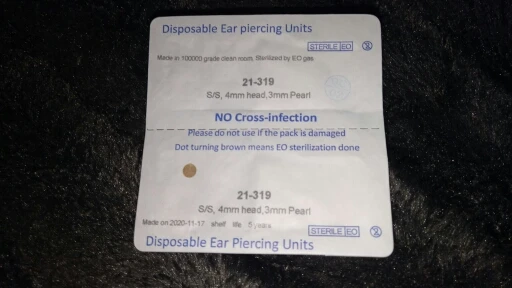 Disposable Ear piercing Units
STERILE EO
Made in 100000 grade clean room, Sterilized by EO gas.
21-319
S/S, 4mm head,3mm Pearl
NO Cross-infection
Please do not use if the pack is damaged
Dot turning brown means EO sterilization done
21-319
S/S, 4mm head,3mm Pearl
Made on 2020-11-17 shelf life 5 years
STERILE EO
Disposable Ear Piercing Units